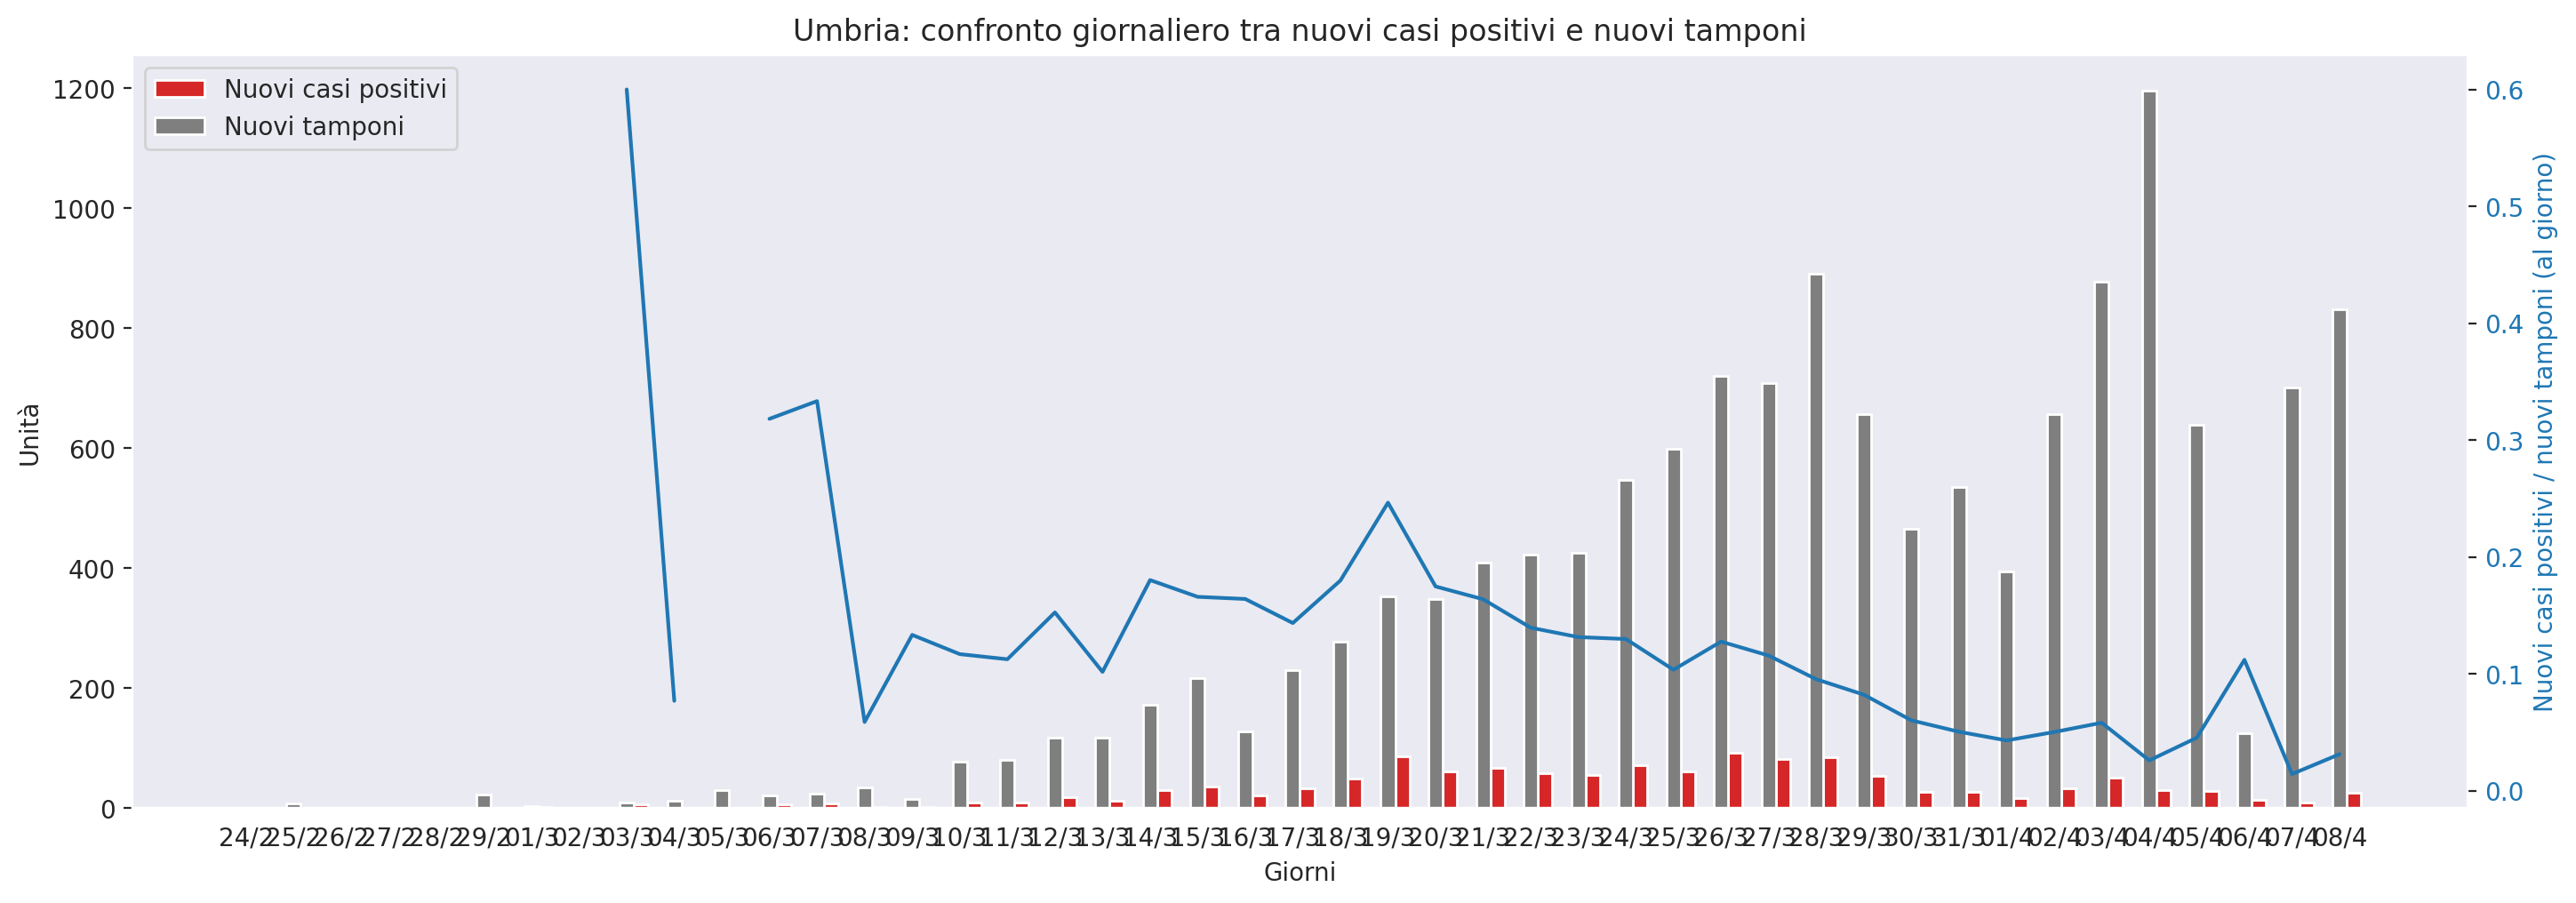 Umbria: confronto giornaliero tra nuovi casi positivi e nuovi tamponi
Nuovi casi positivi
Nuovi tamponi
1200
1000
800
600
400
200
0
Unità
0.6
0.5
0.4
0.3
0.2
0.1
0.0
Nuovi casi positivi / nuovi tamponi (al giorno)
24/2 25/2 26/2 27/2 28/2 29/2 01/3 02/3 03/3 04/3 05/3 06/3 07/3 08/3 09/3 10/3 11/3 12/3 13/3 14/3 15/3 16/3 17/3 18/3 19/3 20/3 21/3 22/3 23/3 24/3 25/3 26/3 27/3 28/3 29/3 30/3 31/3 01/4 02/4 03/4 04/4 05/4 06/4 07/4 08/4
Giorni